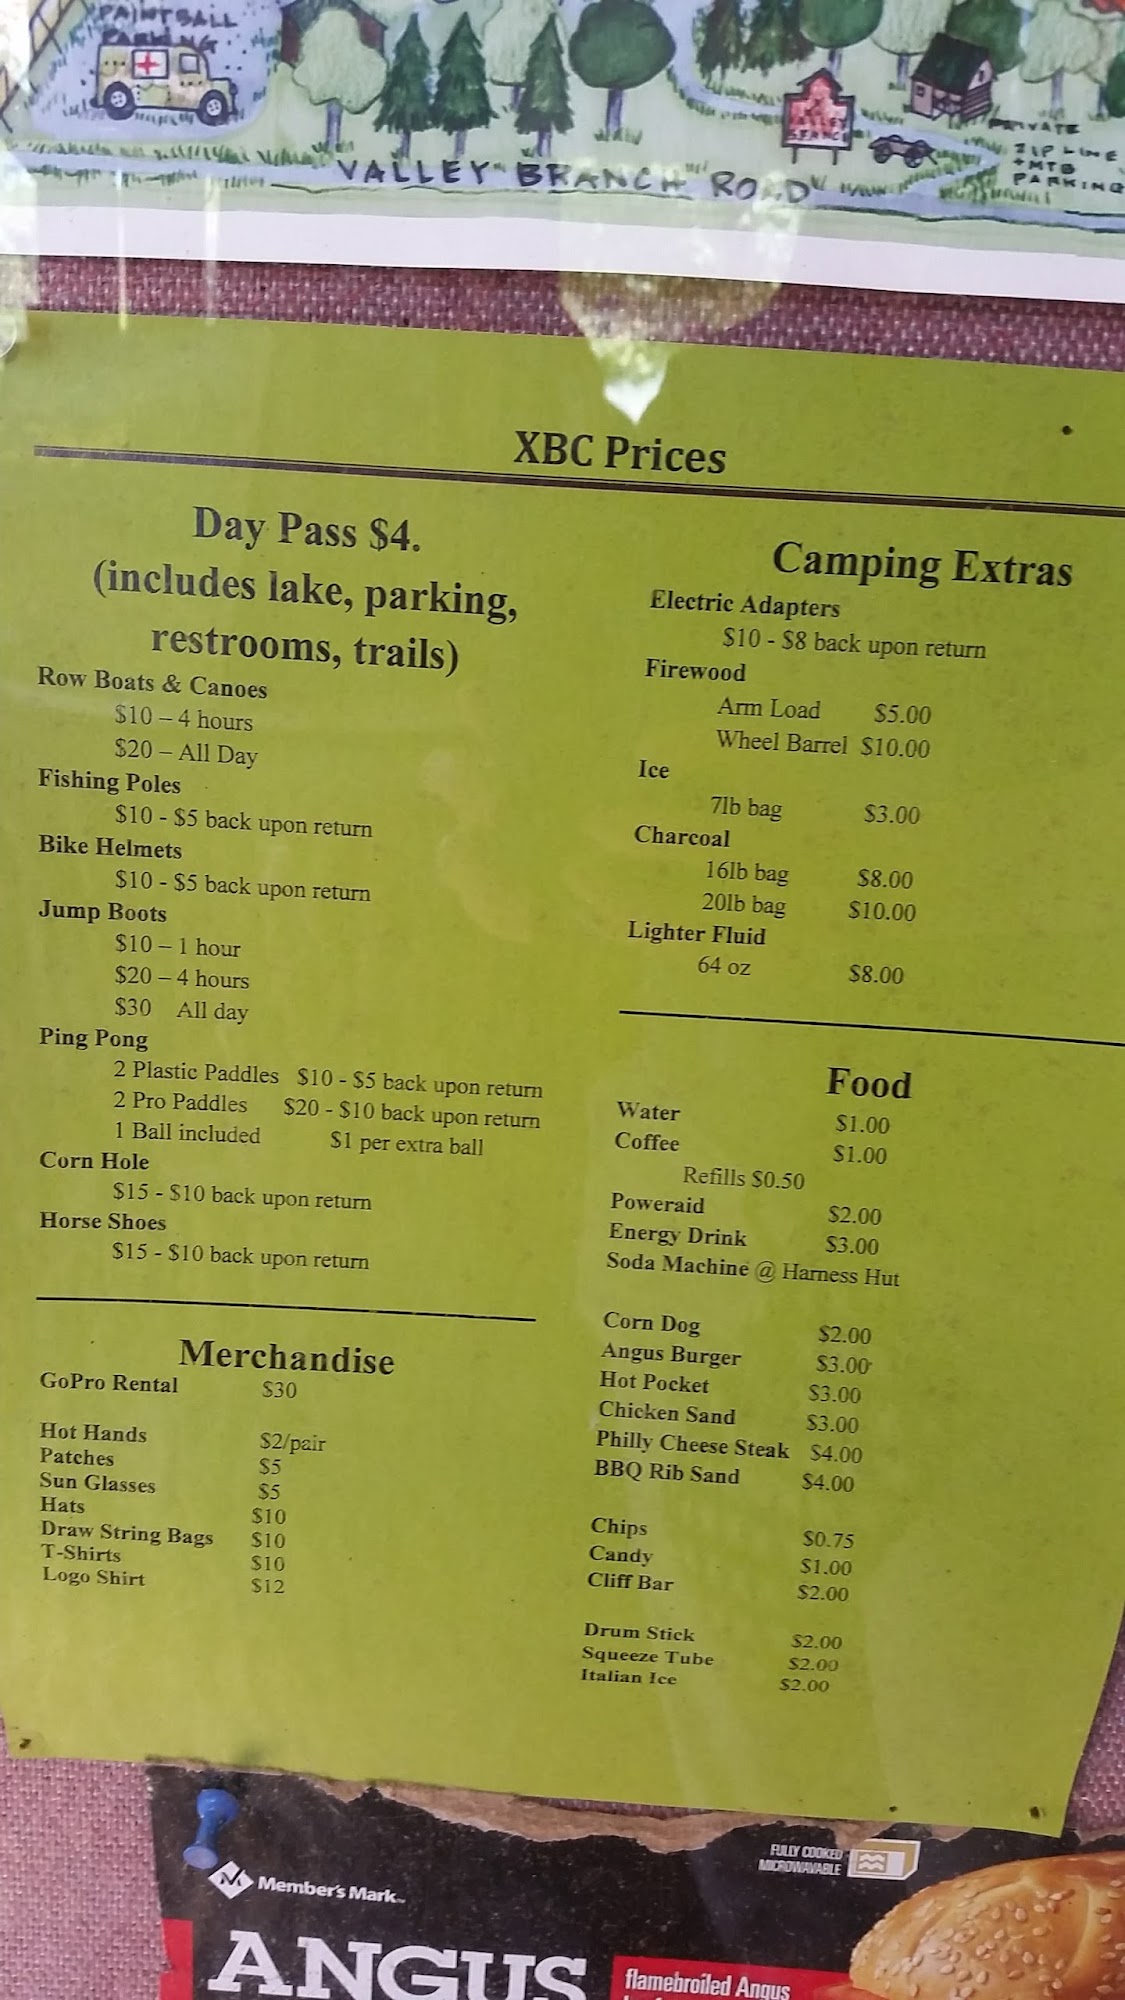 PAINTBALL
PARKING
VALLEY BRANCH ROAD
PRIVATE
ZIP LINE
+ MTB
PARKING
XBC Prices
Day Pass $4.
(includes lake, parking,
restrooms, trails)
Row Boats & Canoes
$10 – 4 hours
$20 – All Day
Fishing Poles
$10 - $5 back upon return
Bike Helmets
$10 - $5 back upon return
Jump Boots
$10 – 1 hour
$20 – 4 hours
$30 All day
Ping Pong
2 Plastic Paddles $10 - $5 back upon return
2 Pro Paddles $20 - $10 back upon return
1 Ball included $1 per extra ball
Corn Hole
$15 - $10 back upon return
Horse Shoes
$15 - $10 back upon return
Merchandise
GoPro Rental $30
Hot Hands $2/pair
Patches $5
Sun Glasses $5
Hats $10
Draw String Bags $10
T-Shirts $10
Logo Shirt $12
Camping Extras
Electric Adapters
$10 - $8 back upon return
Firewood
Arm Load $5.00
Wheel Barrel $10.00
Ice
7lb bag $3.00
Charcoal
16lb bag $8.00
20lb bag $10.00
Lighter Fluid
64 oz $8.00
Food
Water $1.00
Coffee $1.00
Refills $0.50
Poweraid $2.00
Energy Drink $3.00
Soda Machine @ Harness Hut
Corn Dog $2.00
Angus Burger $3.00
Hot Pocket $3.00
Chicken Sand $3.00
Philly Cheese Steak $4.00
BBQ Rib Sand $4.00
Chips $0.75
Candy $1.00
Cliff Bar $2.00
Drum Stick $2.00
Squeeze Tube $2.00
Italian Ice $2.00
FULLY COOKED
MICROWAVABLE
Member's Mark
ANGUS
flamebroiled Angus